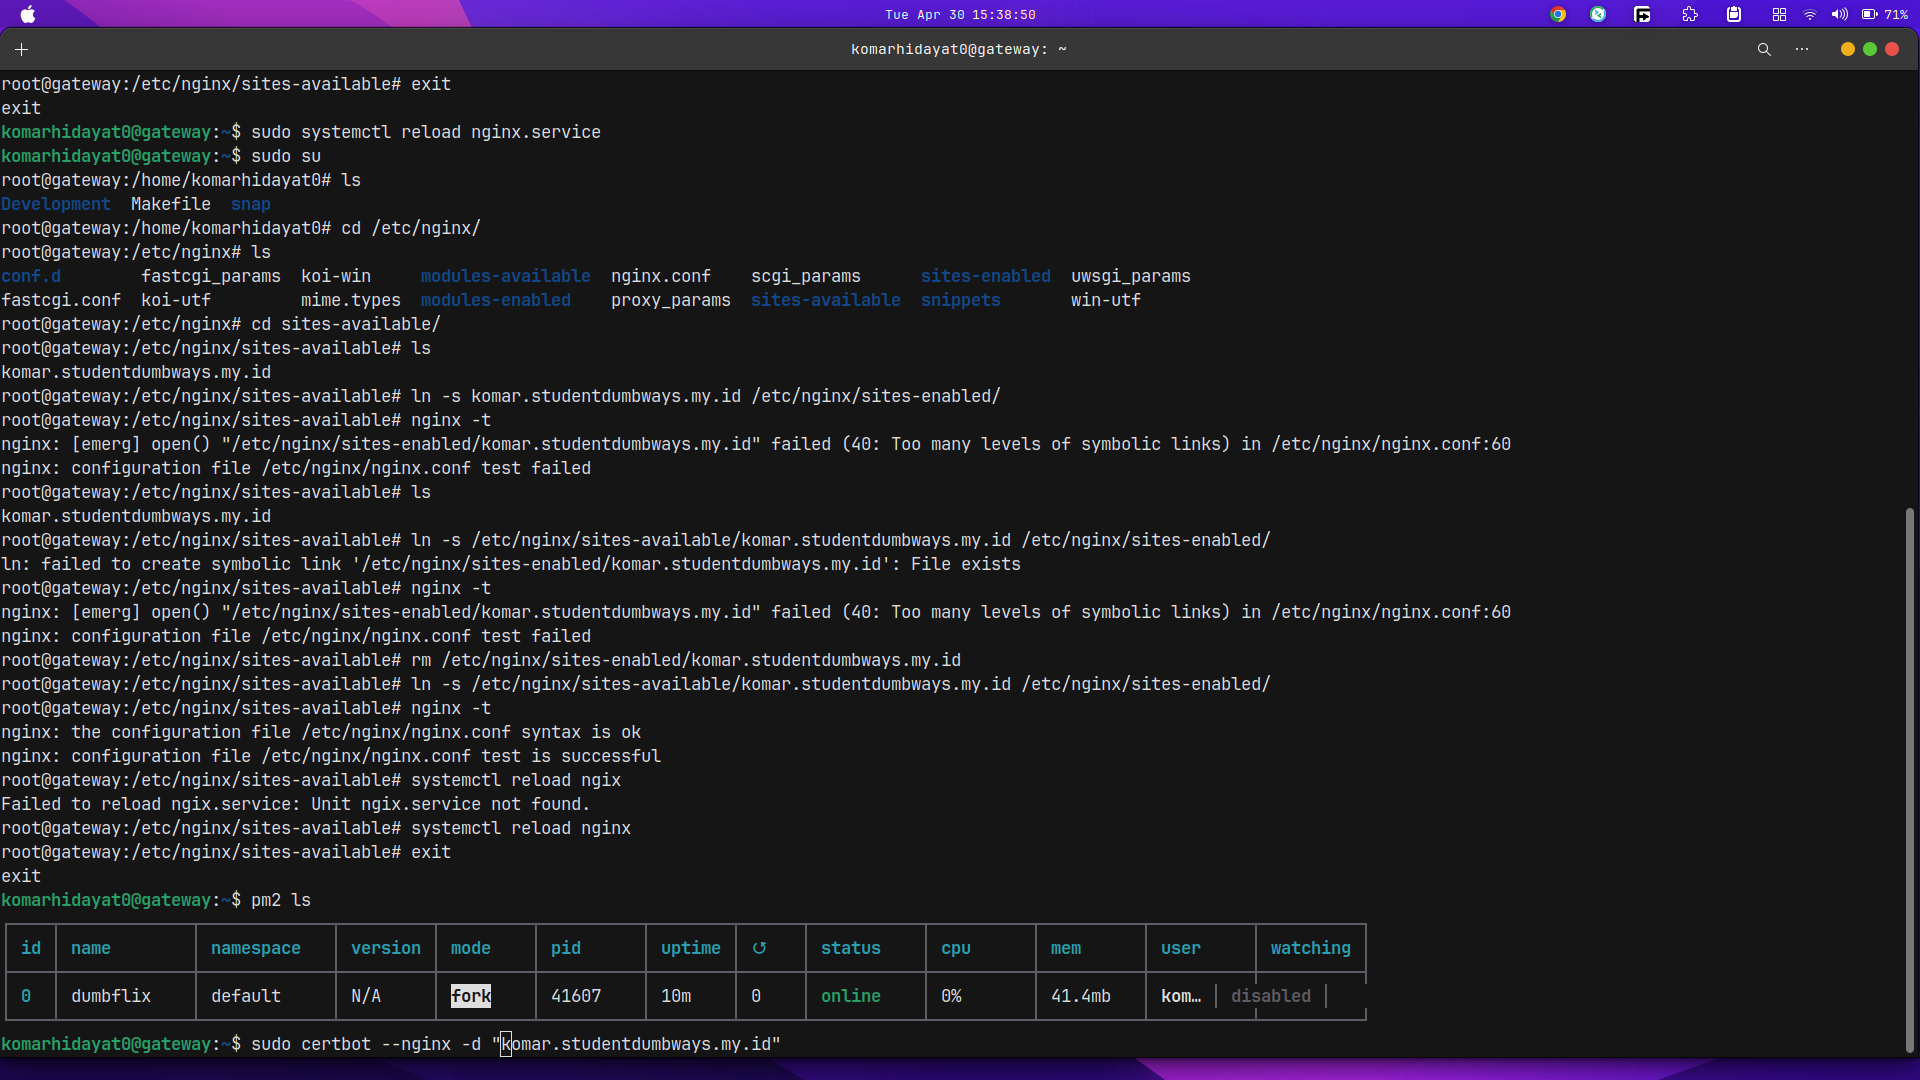 Tue Apr 30 15:38:50
71%
komarhidayat0@gateway: ~
root@gateway:/etc/nginx/sites-available# exit
exit
komarhidayat0@gateway:~$ sudo systemctl reload nginx.service
komarhidayat0@gateway:~$ sudo su
root@gateway:/home/komarhidayat0# ls
Development  Makefile  snap
root@gateway:/home/komarhidayat0# cd /etc/nginx/
root@gateway:/etc/nginx# ls
conf.d        fastcgi_params  koi-win     modules-available  nginx.conf    scgi_params      sites-enabled  uwsgi_params
fastcgi.conf  koi-utf         mime.types  modules-enabled    proxy_params  sites-available  snippets       win-utf
root@gateway:/etc/nginx# cd sites-available/
root@gateway:/etc/nginx/sites-available# ls
komar.studentdumbways.my.id
root@gateway:/etc/nginx/sites-available# ln -s komar.studentdumbways.my.id /etc/nginx/sites-enabled/
root@gateway:/etc/nginx/sites-available# nginx -t
nginx: [emerg] open() "/etc/nginx/sites-enabled/komar.studentdumbways.my.id" failed (40: Too many levels of symbolic links) in /etc/nginx/nginx.conf:60
nginx: configuration file /etc/nginx/nginx.conf test failed
root@gateway:/etc/nginx/sites-available# ls
komar.studentdumbways.my.id
root@gateway:/etc/nginx/sites-available# ln -s /etc/nginx/sites-available/komar.studentdumbways.my.id /etc/nginx/sites-enabled/
ln: failed to create symbolic link '/etc/nginx/sites-enabled/komar.studentdumbways.my.id': File exists
root@gateway:/etc/nginx/sites-available# nginx -t
nginx: [emerg] open() "/etc/nginx/sites-enabled/komar.studentdumbways.my.id" failed (40: Too many levels of symbolic links) in /etc/nginx/nginx.conf:60
nginx: configuration file /etc/nginx/nginx.conf test failed
root@gateway:/etc/nginx/sites-available# rm /etc/nginx/sites-enabled/komar.studentdumbways.my.id
root@gateway:/etc/nginx/sites-available# ln -s /etc/nginx/sites-available/komar.studentdumbways.my.id /etc/nginx/sites-enabled/
root@gateway:/etc/nginx/sites-available# nginx -t
nginx: the configuration file /etc/nginx/nginx.conf syntax is ok
nginx: configuration file /etc/nginx/nginx.conf test is successful
root@gateway:/etc/nginx/sites-available# systemctl reload ngix
Failed to reload ngix.service: Unit ngix.service not found.
root@gateway:/etc/nginx/sites-available# systemctl reload nginx
root@gateway:/etc/nginx/sites-available# exit
exit
komarhidayat0@gateway:~$ pm2 ls
id  name  namespace  version  mode  pid  uptime  ↺  status  cpu  mem  user  watching
0  dumbflix  default  N/A  fork  41607  10m  0  online  0%  41.4mb  kom…  disabled
komarhidayat0@gateway:~$ sudo certbot --nginx -d "komar.studentdumbways.my.id"